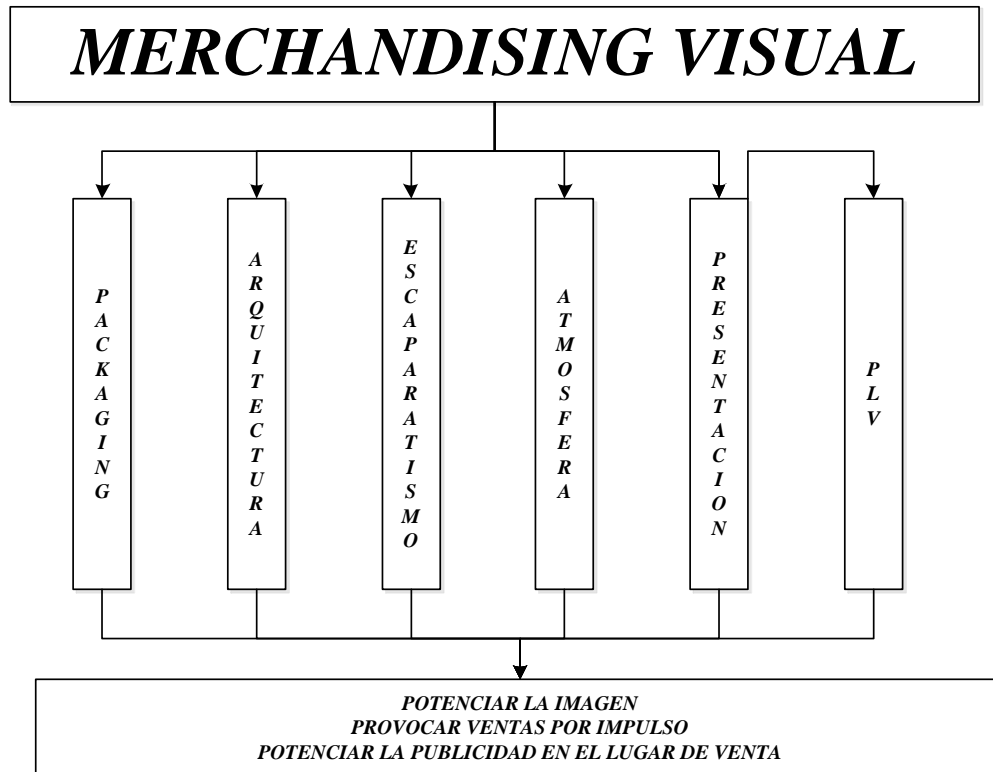 MERCHANDISING VISUAL
PACKAGING
ARQUITECTURA
ESCAPARATISMO
ATMOSFERA
PRESENTACION
PLV
POTENCIAR LA IMAGEN
PROVOCAR VENTAS POR IMPULSO
POTENCIAR LA PUBLICIDAD EN EL LUGAR DE VENTA